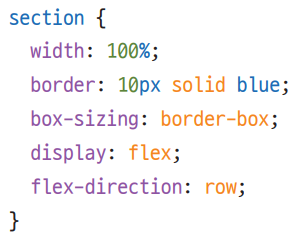 section {
  width: 100%;
  border: 10px solid blue;
  box-sizing: border-box;
  display: flex;
  flex-direction: row;
}